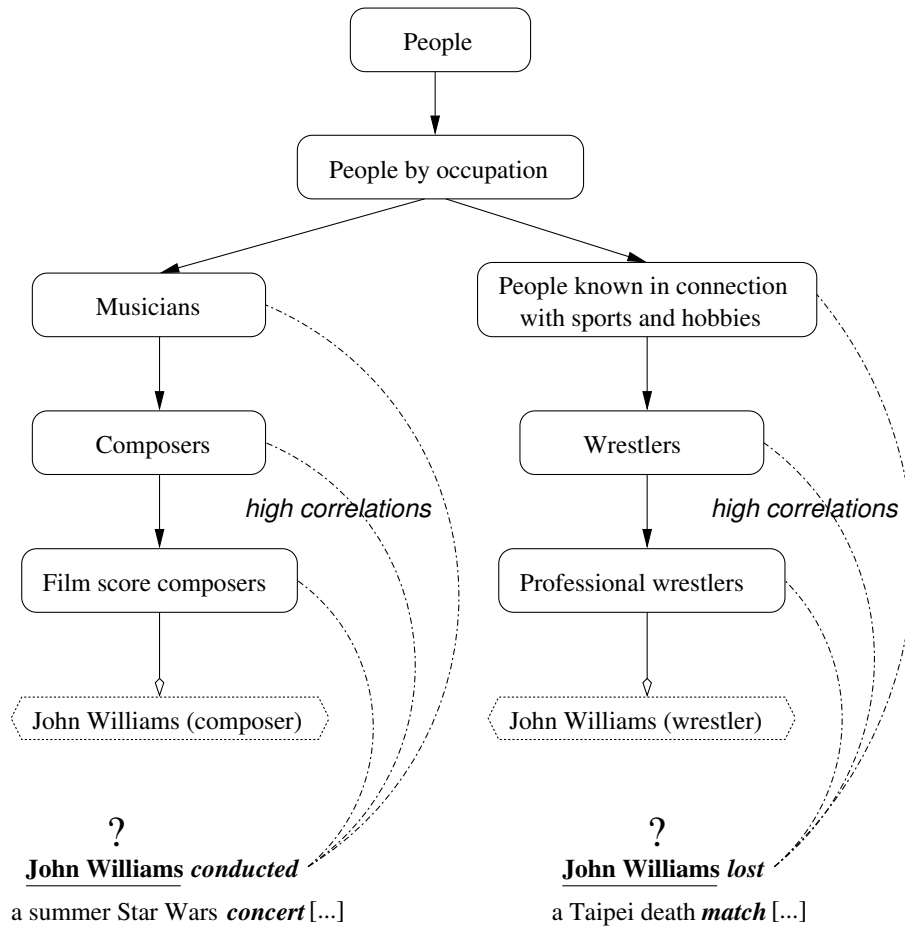 People
People by occupation
Musicians
People known in connection
with sports and hobbies
Composers
Wrestlers
high correlations
high correlations
Film score composers
Professional wrestlers
John Williams (composer)
John Williams (wrestler)
?
?
John Williams conducted
John Williams lost
a summer Star Wars concert [...]
a Taipei death match [...]